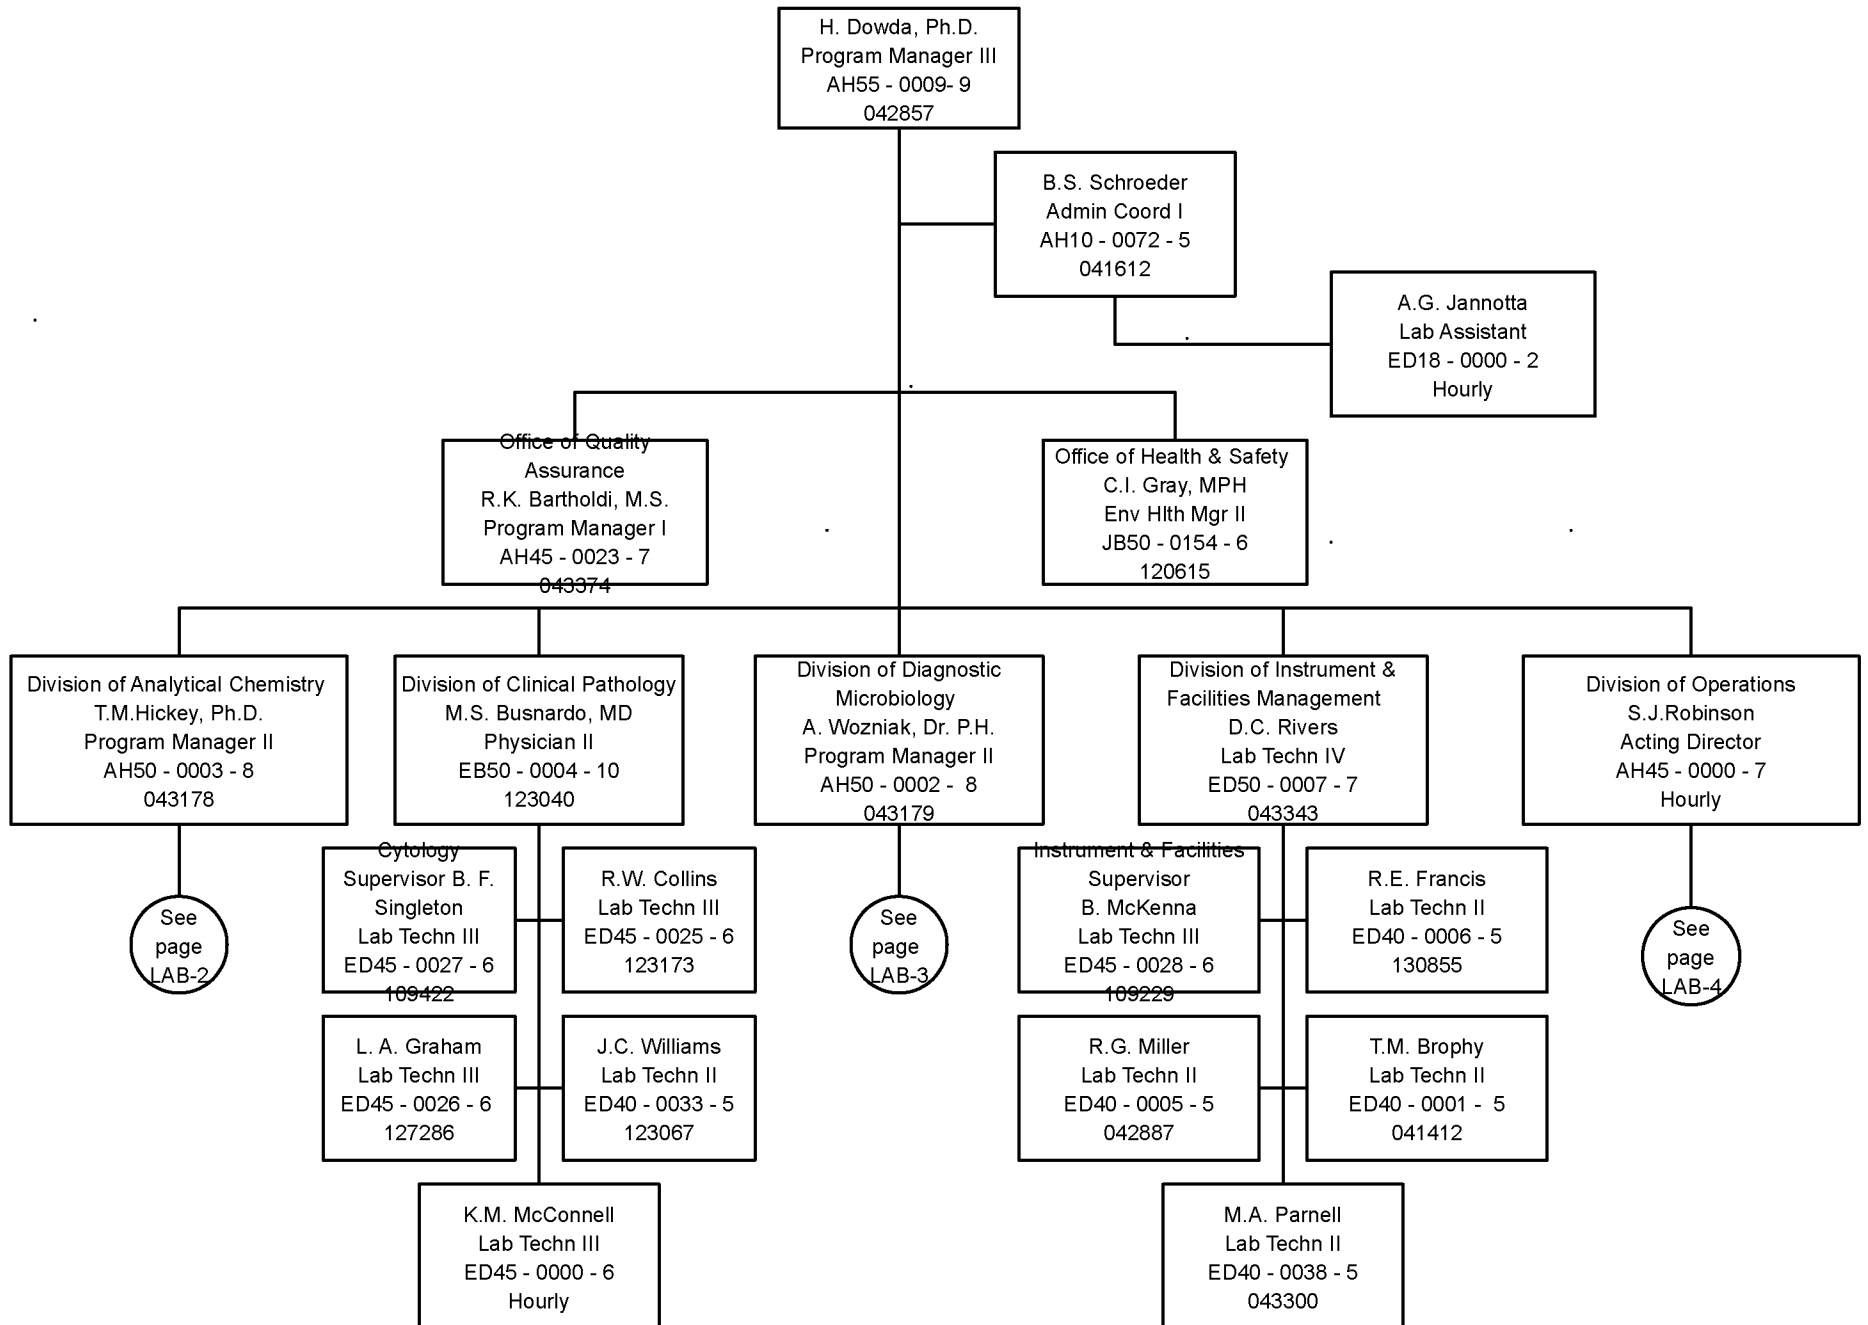 H. Dowda, Ph.D.
Program Manager III
AH55 - 0009- 9
042857
B.S. Schroeder
Admin Coord I
AH10 - 0072 - 5
041612
A.G. Jannotta
Lab Assistant
ED18 - 0000 - 2
Hourly
Office of Quality
Assurance
R.K. Bartholdi, M.S.
Program Manager I
AH45 - 0023 - 7
043374
Office of Health & Safety
C.I. Gray, MPH
Env Hlth Mgr II
JB50 - 0154 - 6
120615
Division of Analytical Chemistry
T.M.Hickey, Ph.D.
Program Manager II
AH50 - 0003 - 8
043178
Division of Clinical Pathology
M.S. Busnardo, MD
Physician II
EB50 - 0004 - 10
123040
Division of Diagnostic
Microbiology
A. Wozniak, Dr. P.H.
Program Manager II
AH50 - 0002 -  8
043179
Division of Instrument &
Facilities Management
D.C. Rivers
Lab Techn IV
ED50 - 0007 - 7
043343
Division of Operations
S.J.Robinson
Acting Director
AH45 - 0000 - 7
Hourly
See
page
LAB-2
Cytology
Supervisor B. F.
Singleton
Lab Techn III
ED45 - 0027 - 6
109422
R.W. Collins
Lab Techn III
ED45 - 0025 - 6
123173
See
page
LAB-3
Instrument & Facilities
Supervisor
B. McKenna
Lab Techn III
ED45 - 0028 - 6
109229
R.E. Francis
Lab Techn II
ED40 - 0006 - 5
130855
See
page
LAB-4
L. A. Graham
Lab Techn III
ED45 - 0026 - 6
127286
J.C. Williams
Lab Techn II
ED40 - 0033 - 5
123067
R.G. Miller
Lab Techn II
ED40 - 0005 - 5
042887
T.M. Brophy
Lab Techn II
ED40 - 0001 -  5
041412
K.M. McConnell
Lab Techn III
ED45 - 0000 - 6
Hourly
M.A. Parnell
Lab Techn II
ED40 - 0038 - 5
043300